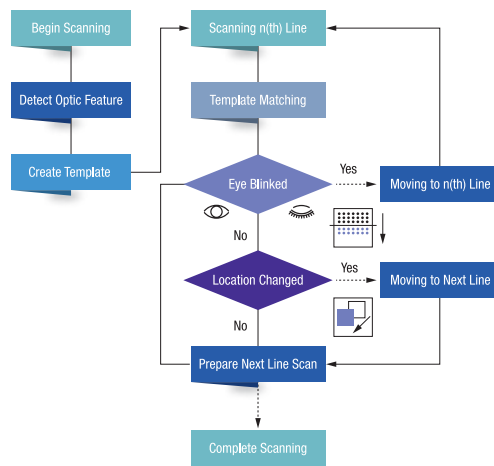 Begin Scanning
Scanning n(th) Line
Detect Optic Feature
Template Matching
Create Template
Eye Blinked
Yes
Moving to n(th) Line
No
Location Changed
Yes
Moving to Next Line
No
Prepare Next Line Scan
Complete Scanning